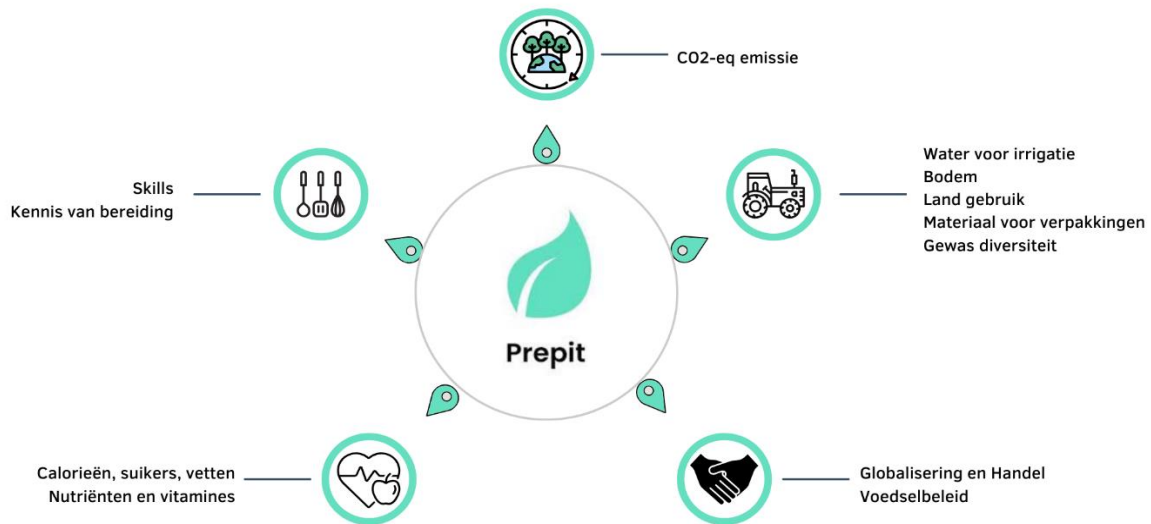 CO2-eq emissie
Skills
Kennis van bereiding
Water voor irrigatie
Bodem
Land gebruik
Materiaal voor verpakkingen
Gewas diversiteit
Prepit
Calorieën, suikers, vetten
Nutriënten en vitamines
Globalisering en Handel
Voedselbeleid